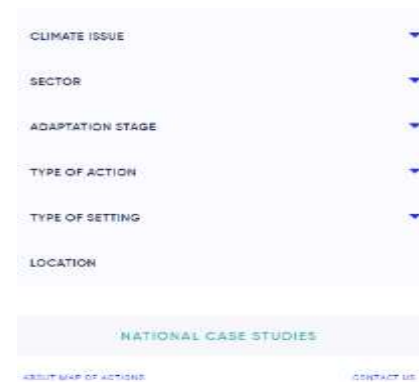 CLIMATE ISSUE
SECTOR
ADAPTATION STAGE
TYPE OF ACTION
TYPE OF SETTING
LOCATION
NATIONAL CASE STUDIES
ABOUT MAP OF ACTIONS CONTACT US